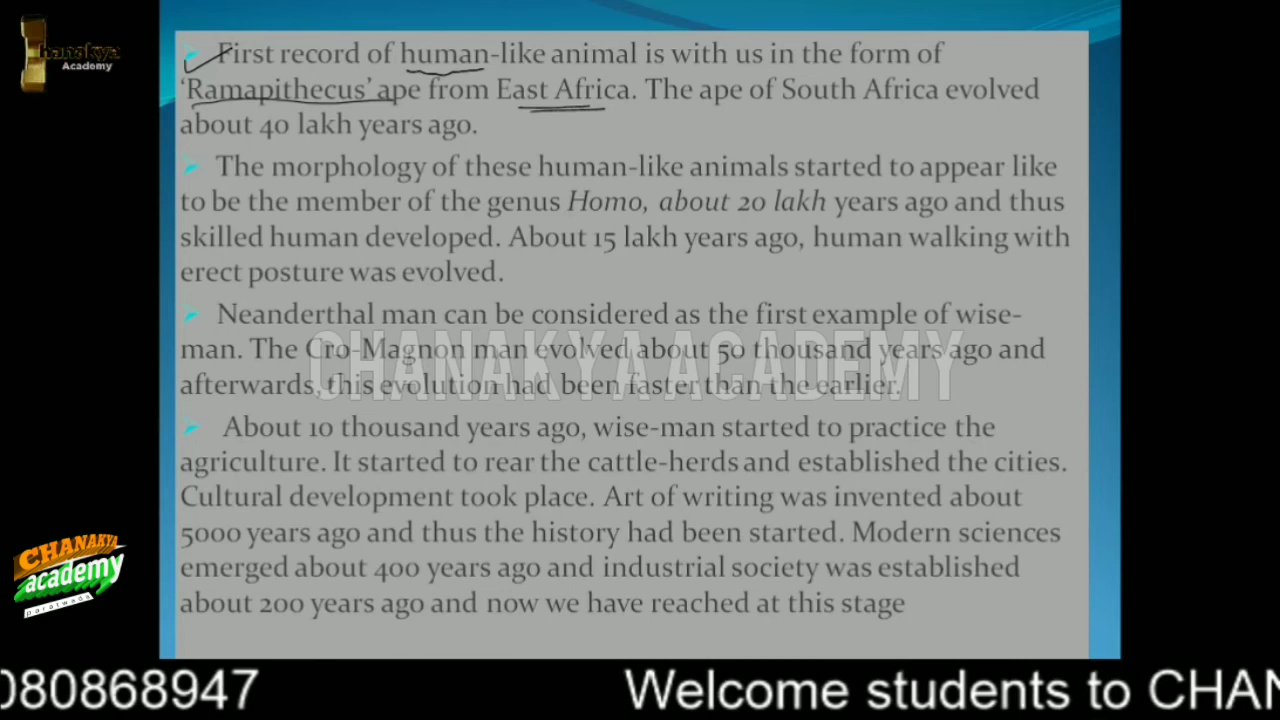 hanakya
Academy
First record of human-like animal is with us in the form of
‘Ramapithecus’ ape from East Africa. The ape of South Africa evolved
about 40 lakh years ago.
The morphology of these human-like animals started to appear like
to be the member of the genus Homo, about 20 lakh years ago and thus
skilled human developed. About 15 lakh years ago, human walking with
erect posture was evolved.
Neanderthal man can be considered as the first example of wise-
man. The Cro-Magnon man evolved about 50 thousand years ago and
afterwards, this evolution had been faster than the earlier.
CHANAKYA ACADEMY
About 10 thousand years ago, wise-man started to practice the
agriculture. It started to rear the cattle-herds and established the cities.
Cultural development took place. Art of writing was invented about
5000 years ago and thus the history had been started. Modern sciences
emerged about 400 years ago and industrial society was established
about 200 years ago and now we have reached at this stage
CHANAKYA
academy
paratwada
080868947 Welcome students to CHAN